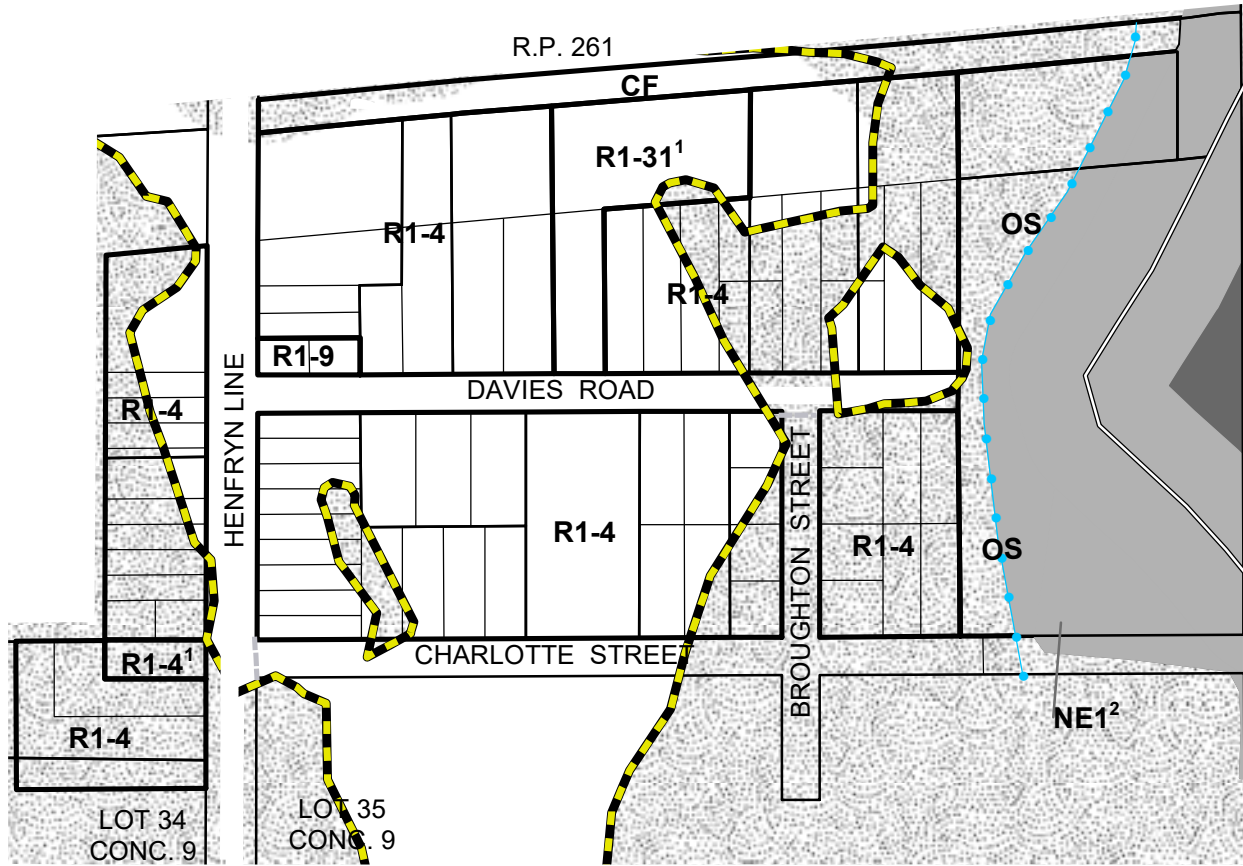 R.P. 261
CF
R1-31¹
R1-4
OS
R1-4
R1-9
DAVIES ROAD
R1-4
HENFRYN LINE
BROUGHTON STREET
R1-4
R1-4
OS
CHARLOTTE STREET
R1-4¹
NE1²
R1-4
LOT 34
CONC. 9
LOT 35
CONC. 9